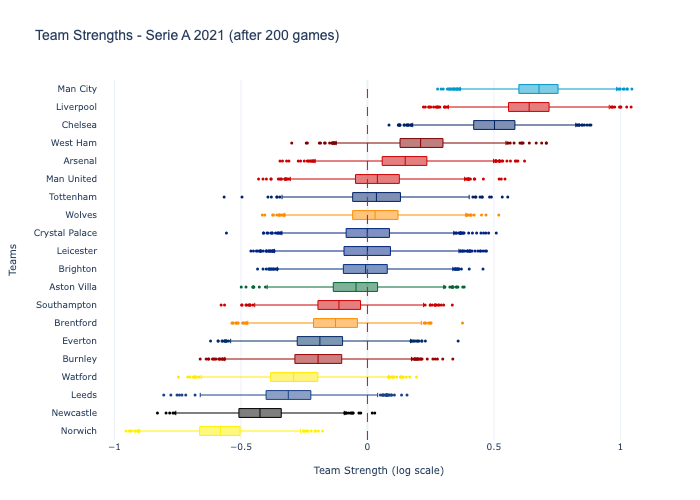 Team Strengths - Serie A 2021 (after 200 games)
Man City
Liverpool
Chelsea
West Ham
Arsenal
Man United
Tottenham
Wolves
Crystal Palace
Leicester
Brighton
Aston Villa
Southampton
Brentford
Everton
Burnley
Watford
Leeds
Newcastle
Norwich
Teams
−1 −0.5 0 0.5 1
Team Strength (log scale)